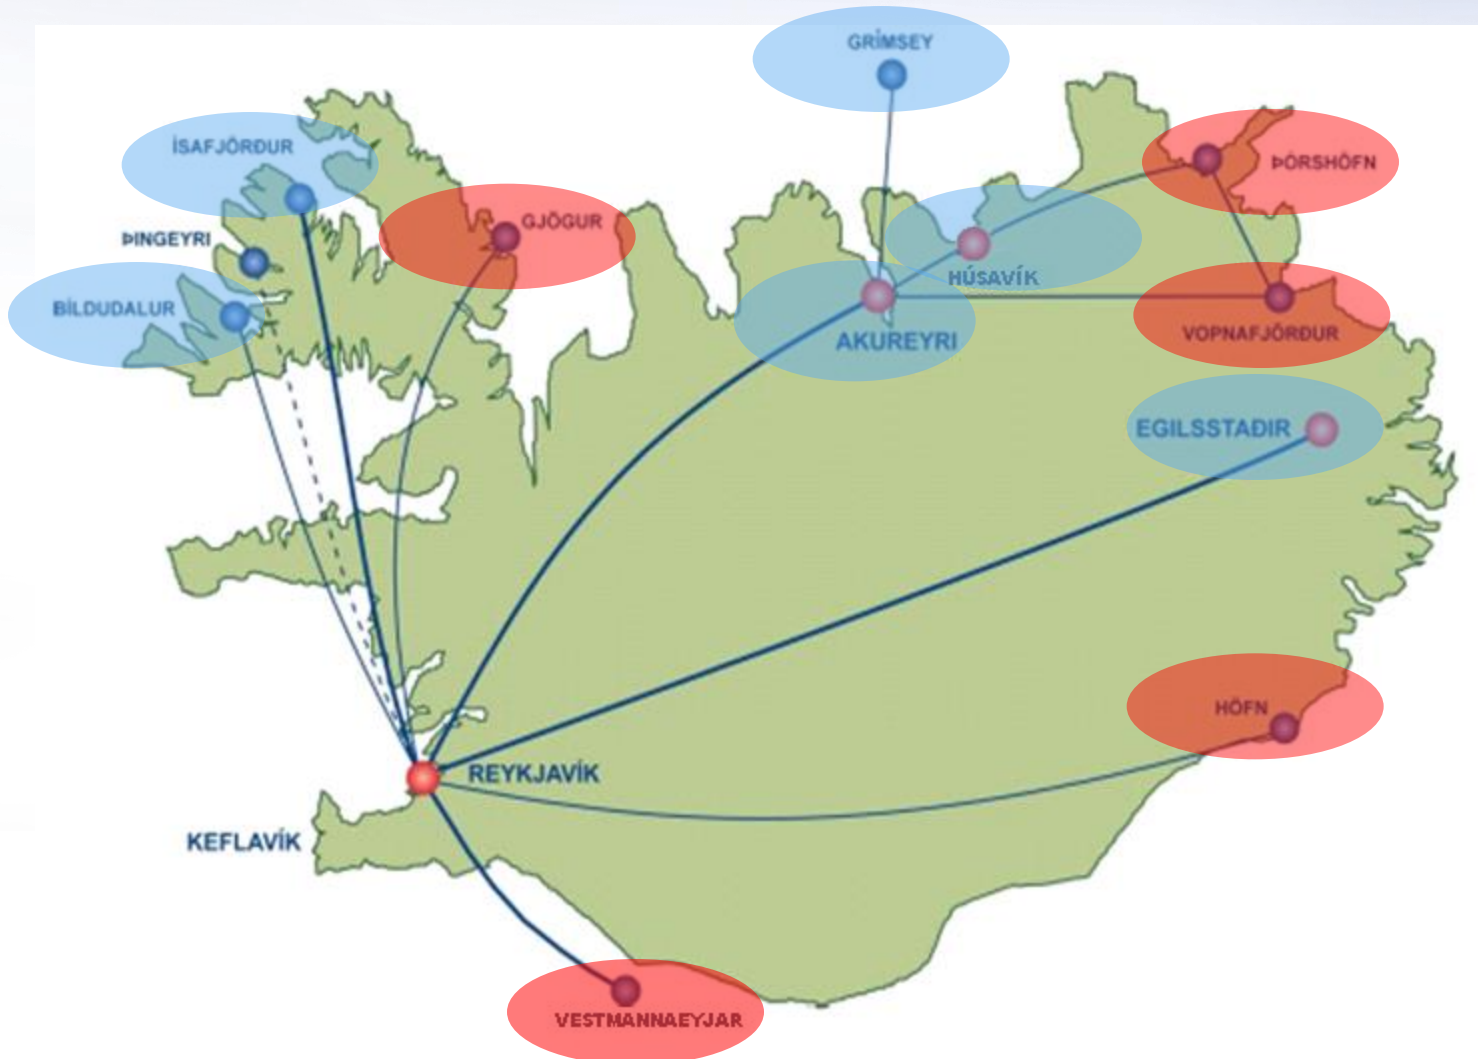 GRÍMSEY
ÍSAFJÖRÐUR
ÞÓRSHÖFN
GJÖGUR
ÞINGEYRI
HÚSAVÍK
BÍLDUDALUR
AKUREYRI
VOPNAFJÖRÐUR
EGILSSTAÐIR
HÖFN
REYKJAVÍK
KEFLAVÍK
VESTMANNAEYJAR